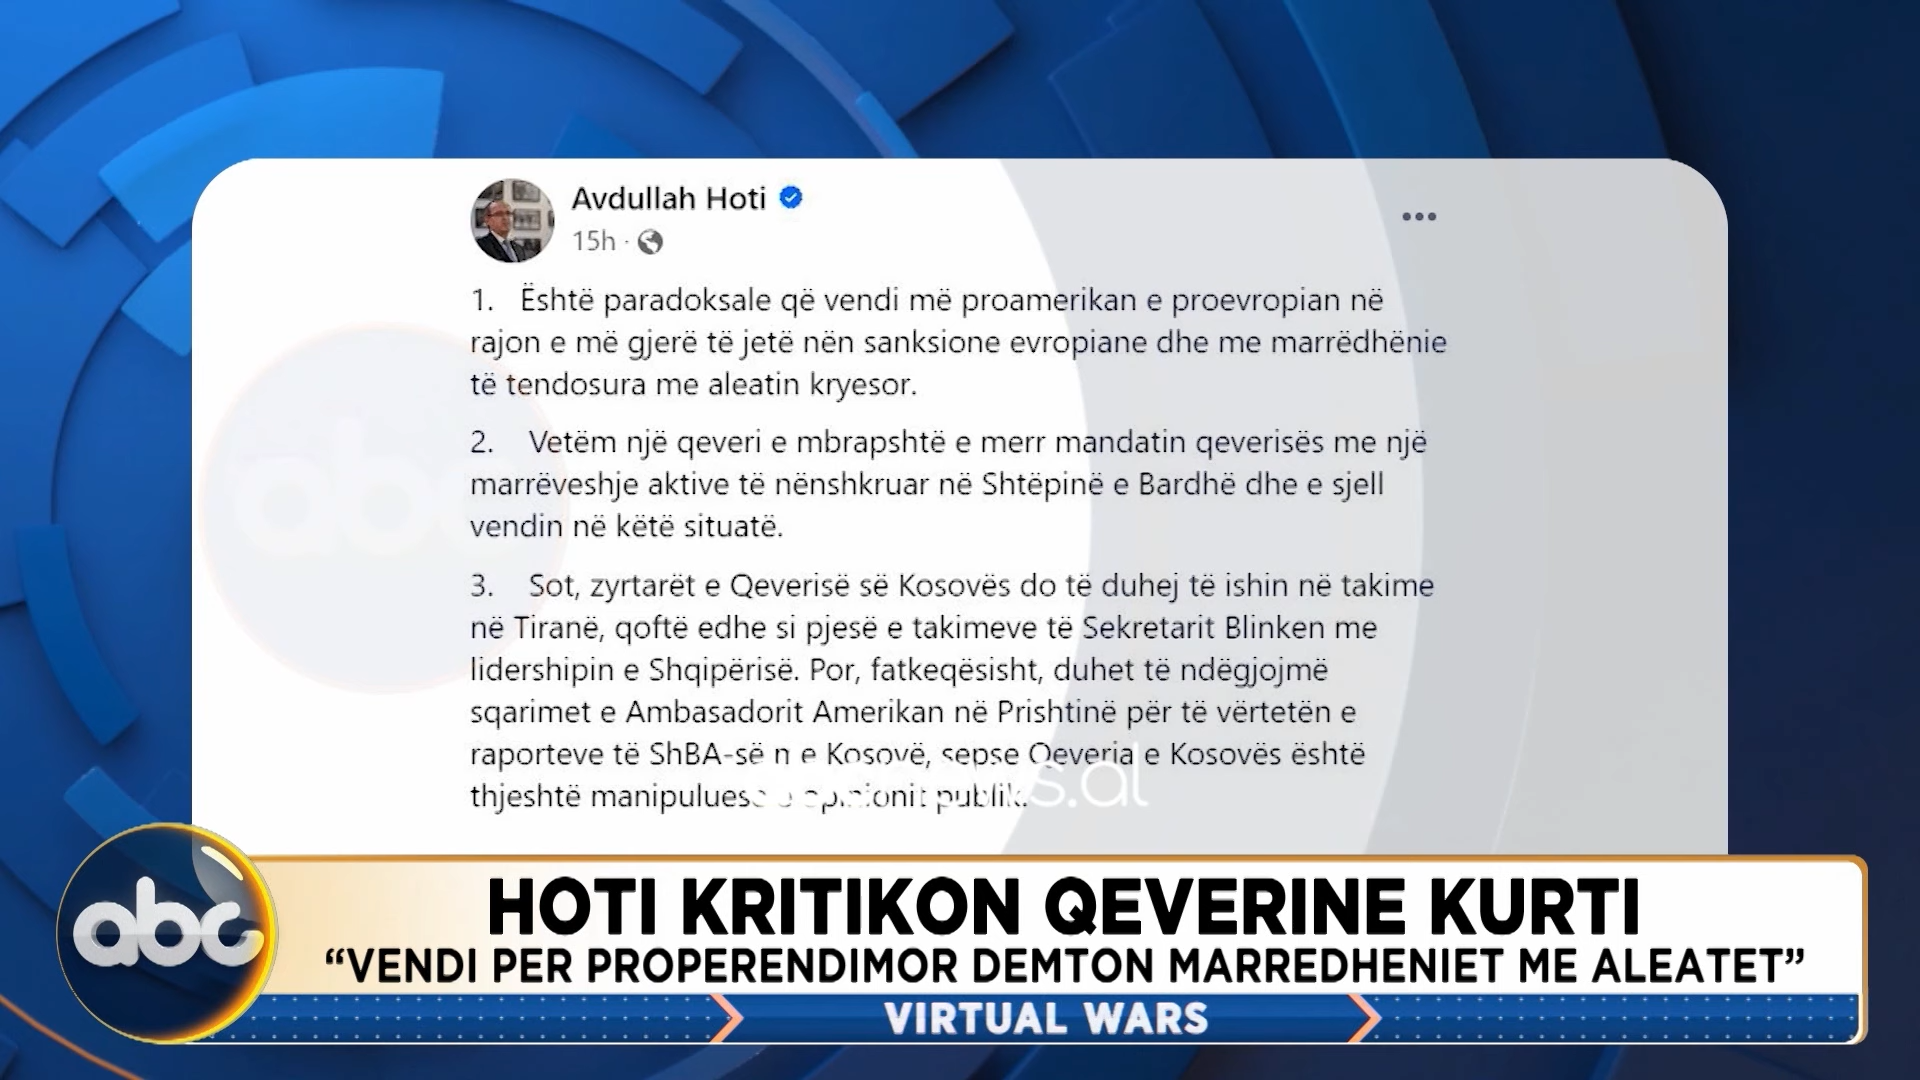 Avdullah Hoti
15h ·
1. Është paradoksale që vendi më proamerikan e proevropian në
rajon e më gjerë të jetë nën sanksione evropiane dhe me marrëdhënie
të tendosura me aleatin kryesor.
2. Vetëm një qeveri e mbrapshtë e merr mandatin qeverisës me një
marrëveshje aktive të nënshkruar në Shtëpinë e Bardhë dhe e sjell
vendin në këtë situatë.
3. Sot, zyrtarët e Qeverisë së Kosovës do të duhej të ishin në takime
në Tiranë, qoftë edhe si pjesë e takimeve të Sekretarit Blinken me
lidershipin e Shqipërisë. Por, fatkeqësisht, duhet të ndëgjojmë
sqarimet e Ambasadorit Amerikan në Prishtinë për të vërtetën e
raporteve të ShBA-së me Kosovë, sepse Qeveria e Kosovës është
thjeshtë manipuluese e opinionit publik.
abc
HOTI KRITIKON QEVERINE KURTI
“VENDI PER PROPERENDIMOR DEMTON MARREDHENIET ME ALEATET”
VIRTUAL WARS